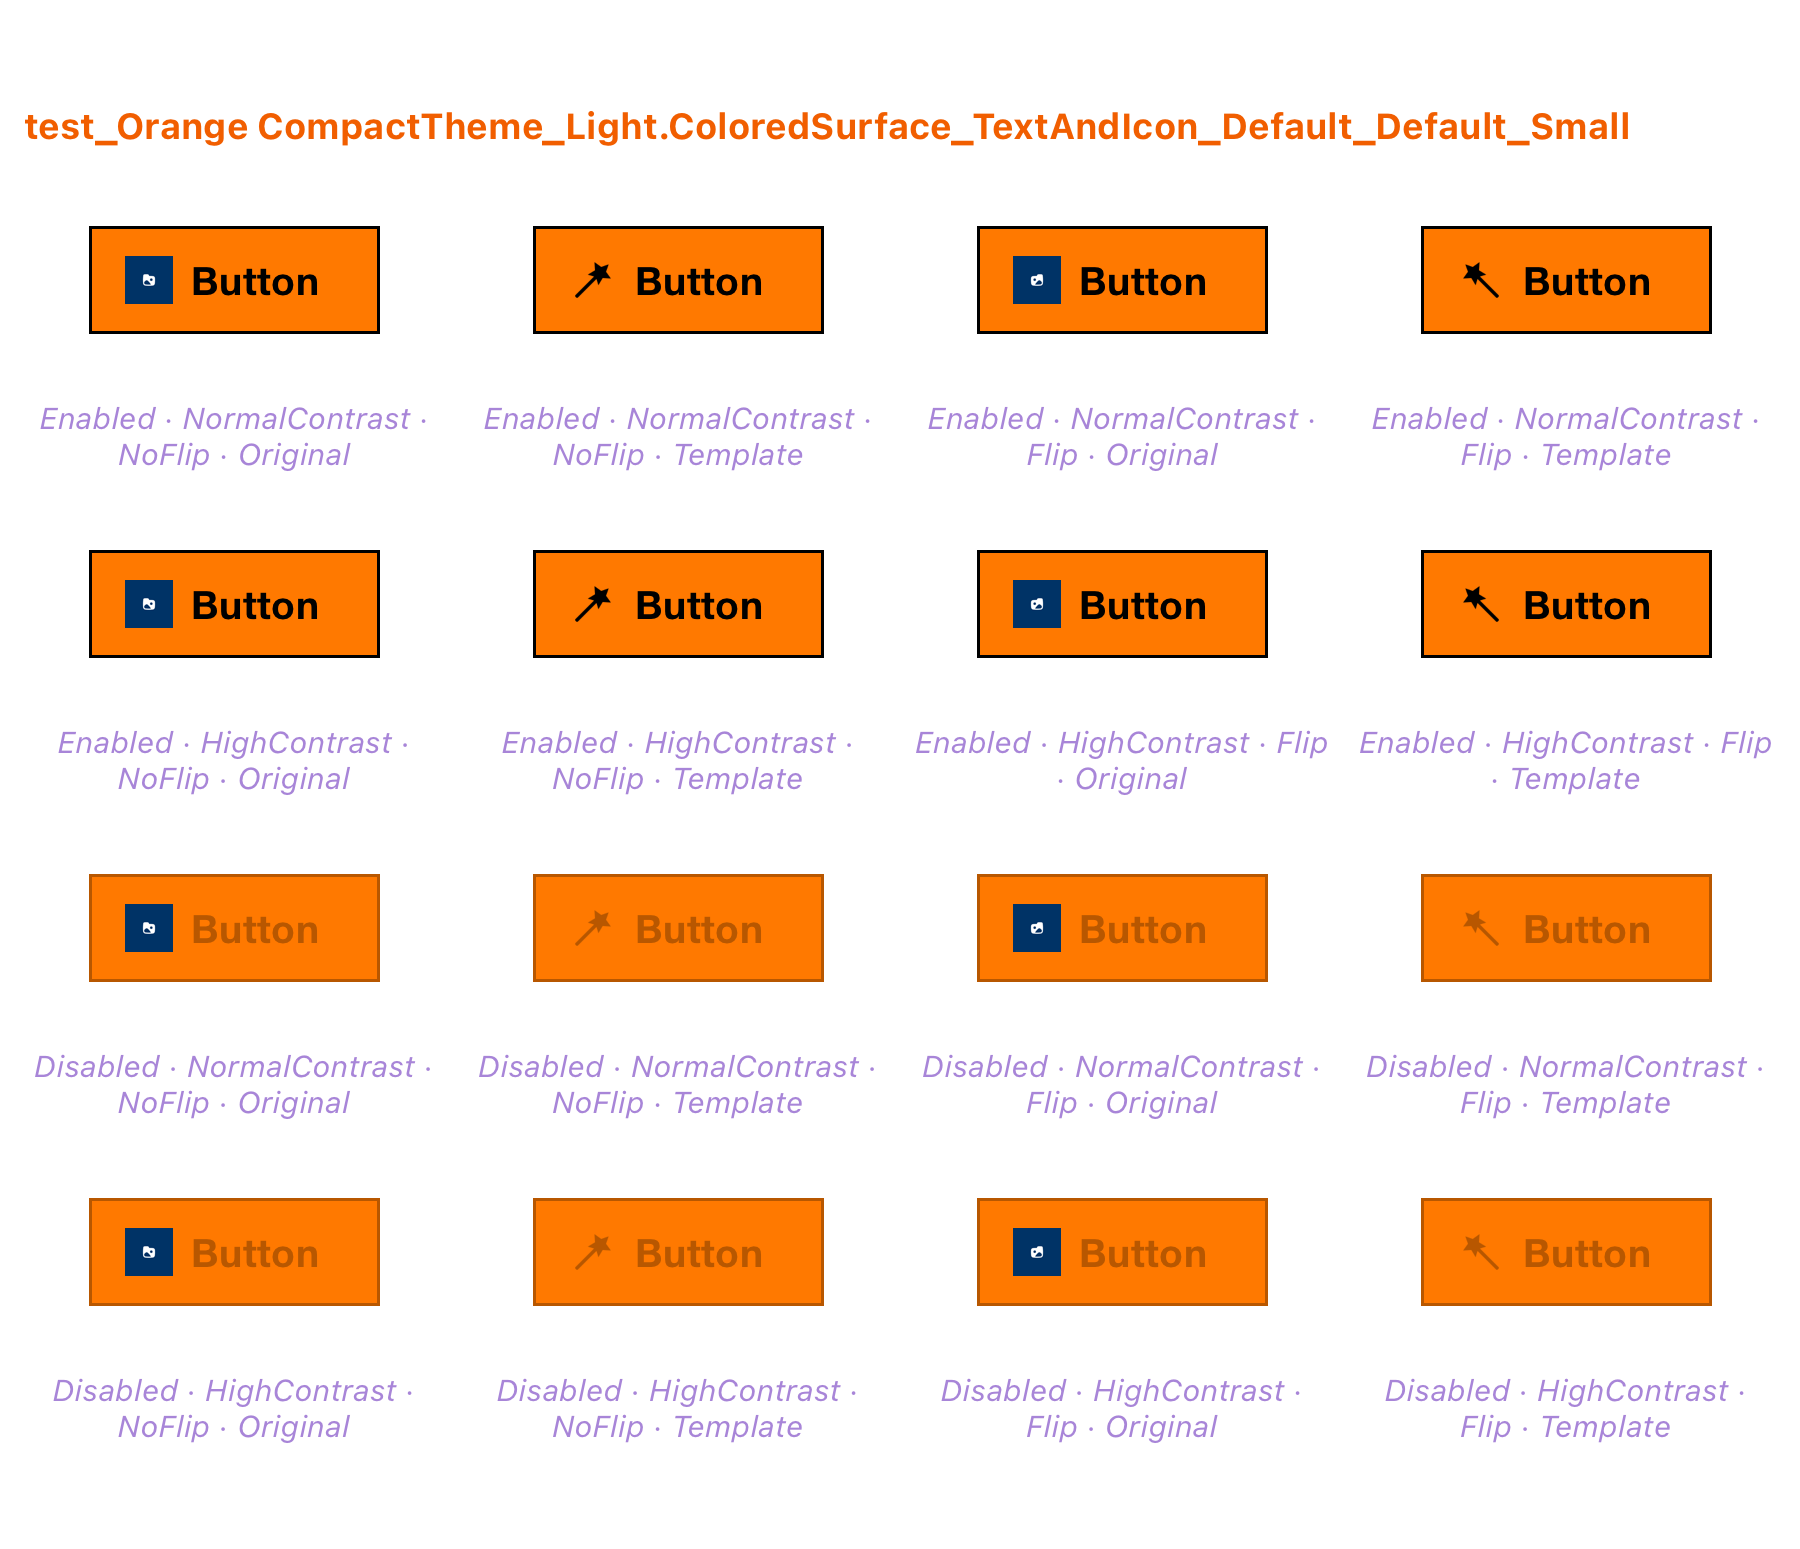 test_Orange CompactTheme_Light.ColoredSurface_TextAndIcon_Default_Default_Small
Button Button Button Button
Enabled · NormalContrast · Enabled · NormalContrast · Enabled · NormalContrast · Enabled · NormalContrast ·
NoFlip · Original NoFlip · Template Flip · Original Flip · Template
Button Button Button Button
Enabled · HighContrast · Enabled · HighContrast · Enabled · HighContrast · Flip Enabled · HighContrast · Flip
NoFlip · Original NoFlip · Template · Original · Template
Button Button Button Button
Disabled · NormalContrast · Disabled · NormalContrast · Disabled · NormalContrast · Disabled · NormalContrast ·
NoFlip · Original NoFlip · Template Flip · Original Flip · Template
Button Button Button Button
Disabled · HighContrast · Disabled · HighContrast · Disabled · HighContrast · Disabled · HighContrast ·
NoFlip · Original NoFlip · Template Flip · Original Flip · Template